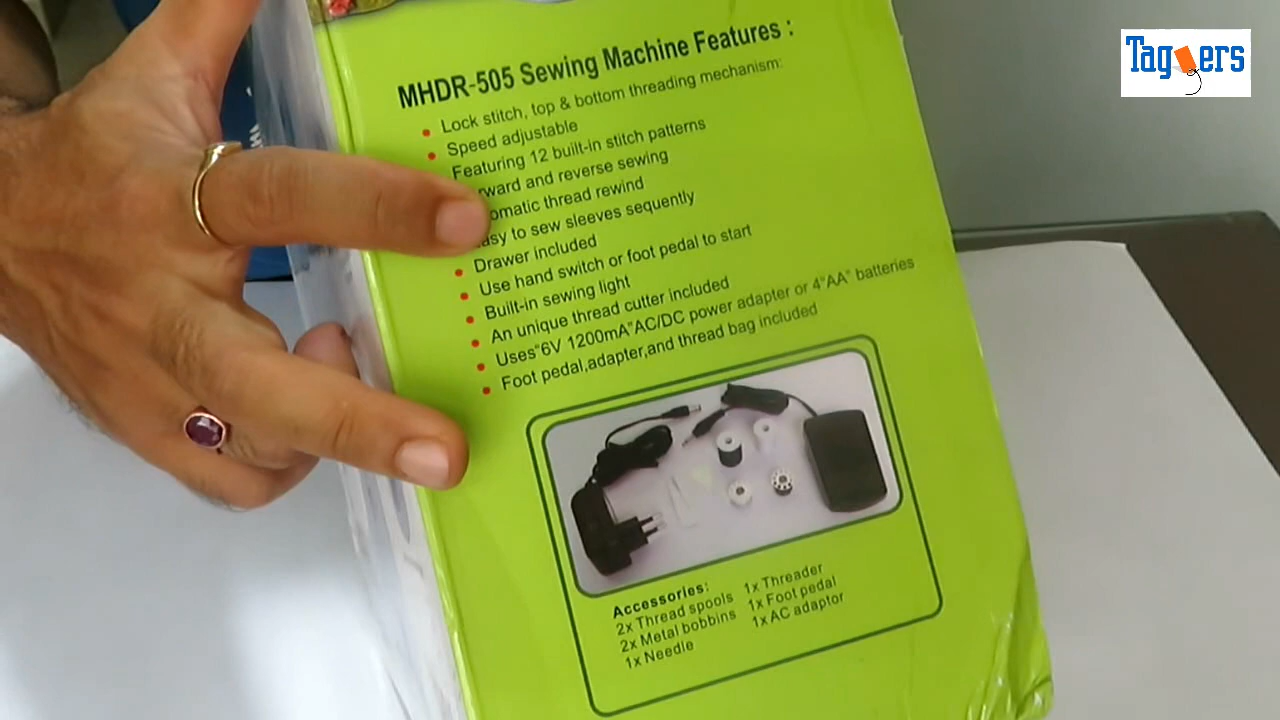 MHDR-505 Sewing Machine Features :
Lock stitch, top & bottom threading mechanism:
Speed adjustable
Featuring 12 built-in stitch patterns
rward and reverse sewing
omatic thread rewind
asy to sew sleeves sequently
Drawer included
Use hand switch or foot pedal to start
Built-in sewing light
An unique thread cutter included
Uses"6V 1200mA"AC/DC power adapter or 4"AA" batteries
Foot pedal,adapter,and thread bag included
Accessories:
2x Thread spools
2x Metal bobbins
1x Needle
1x Threader
1x Foot pedal
1x AC adaptor